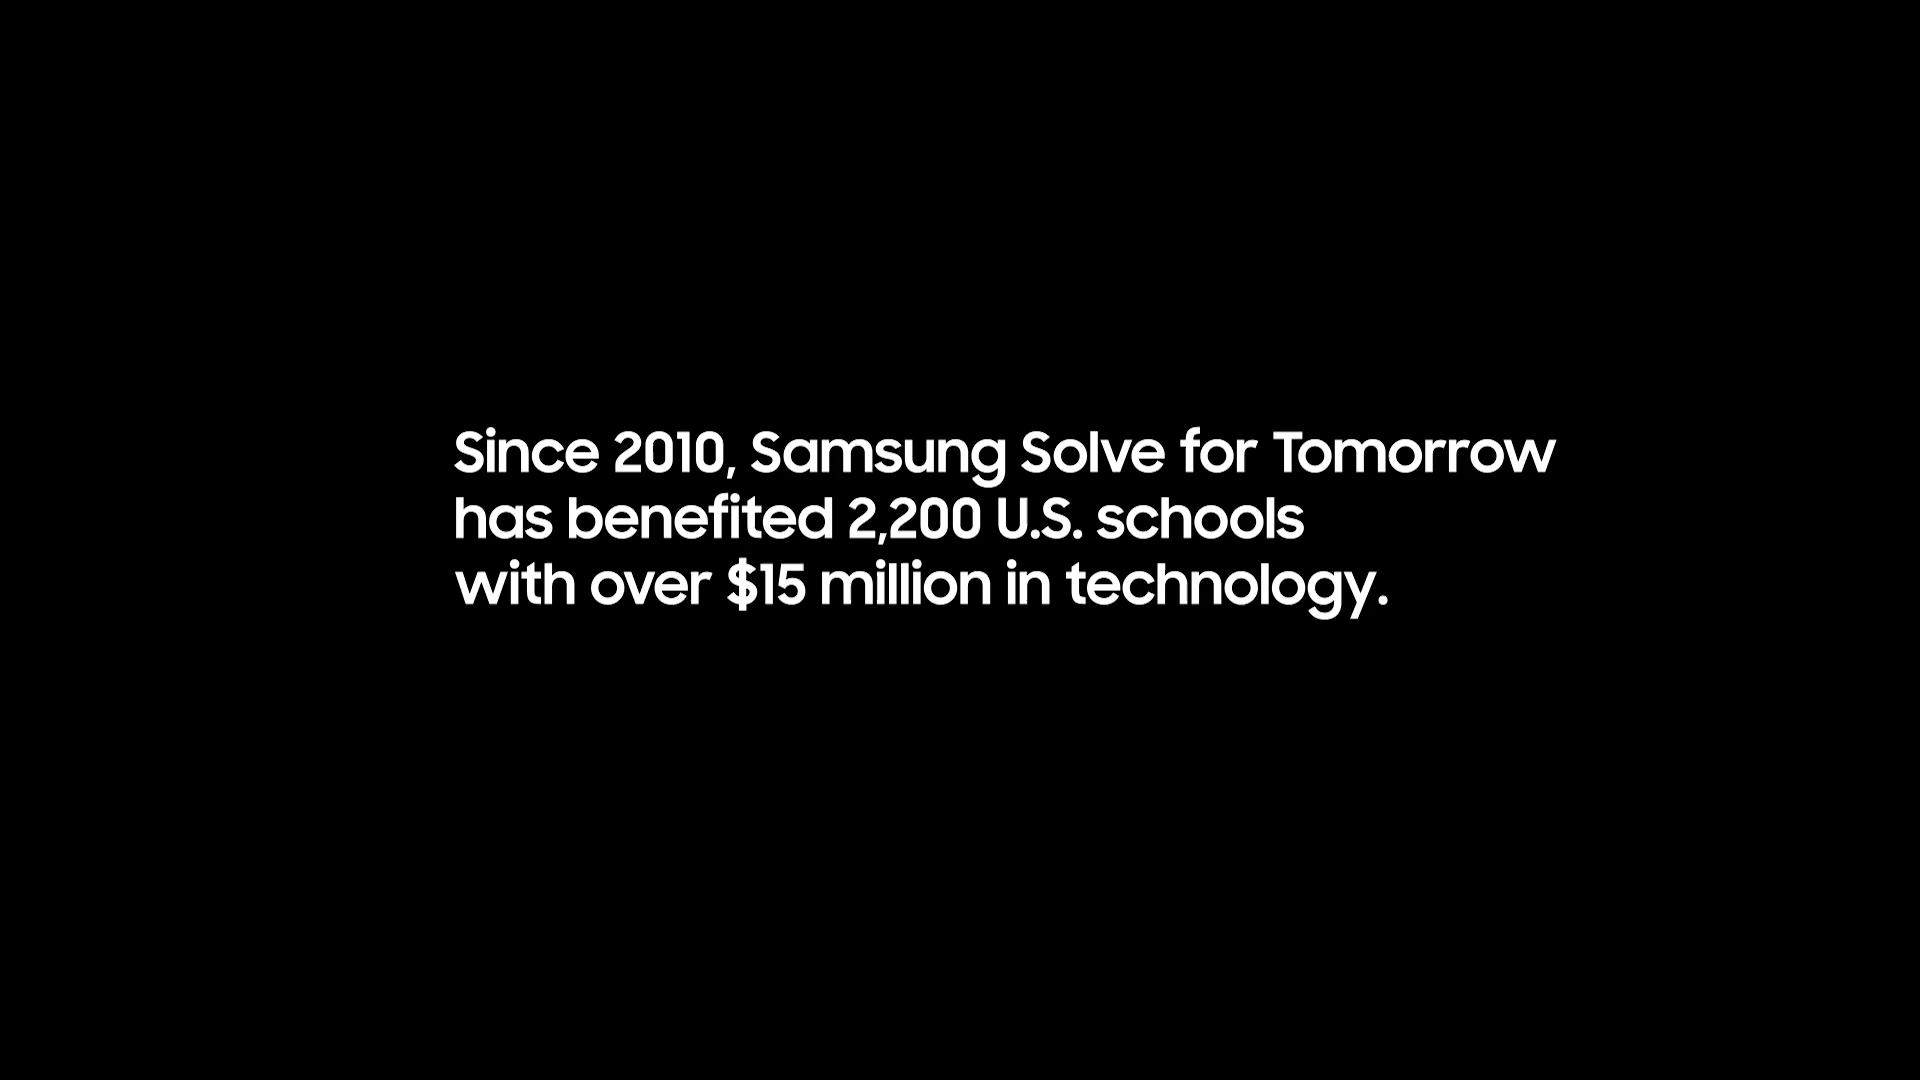 Since 2010, Samsung Solve for Tomorrow
has benefited 2,200 U.S. schools
with over $15 million in technology.